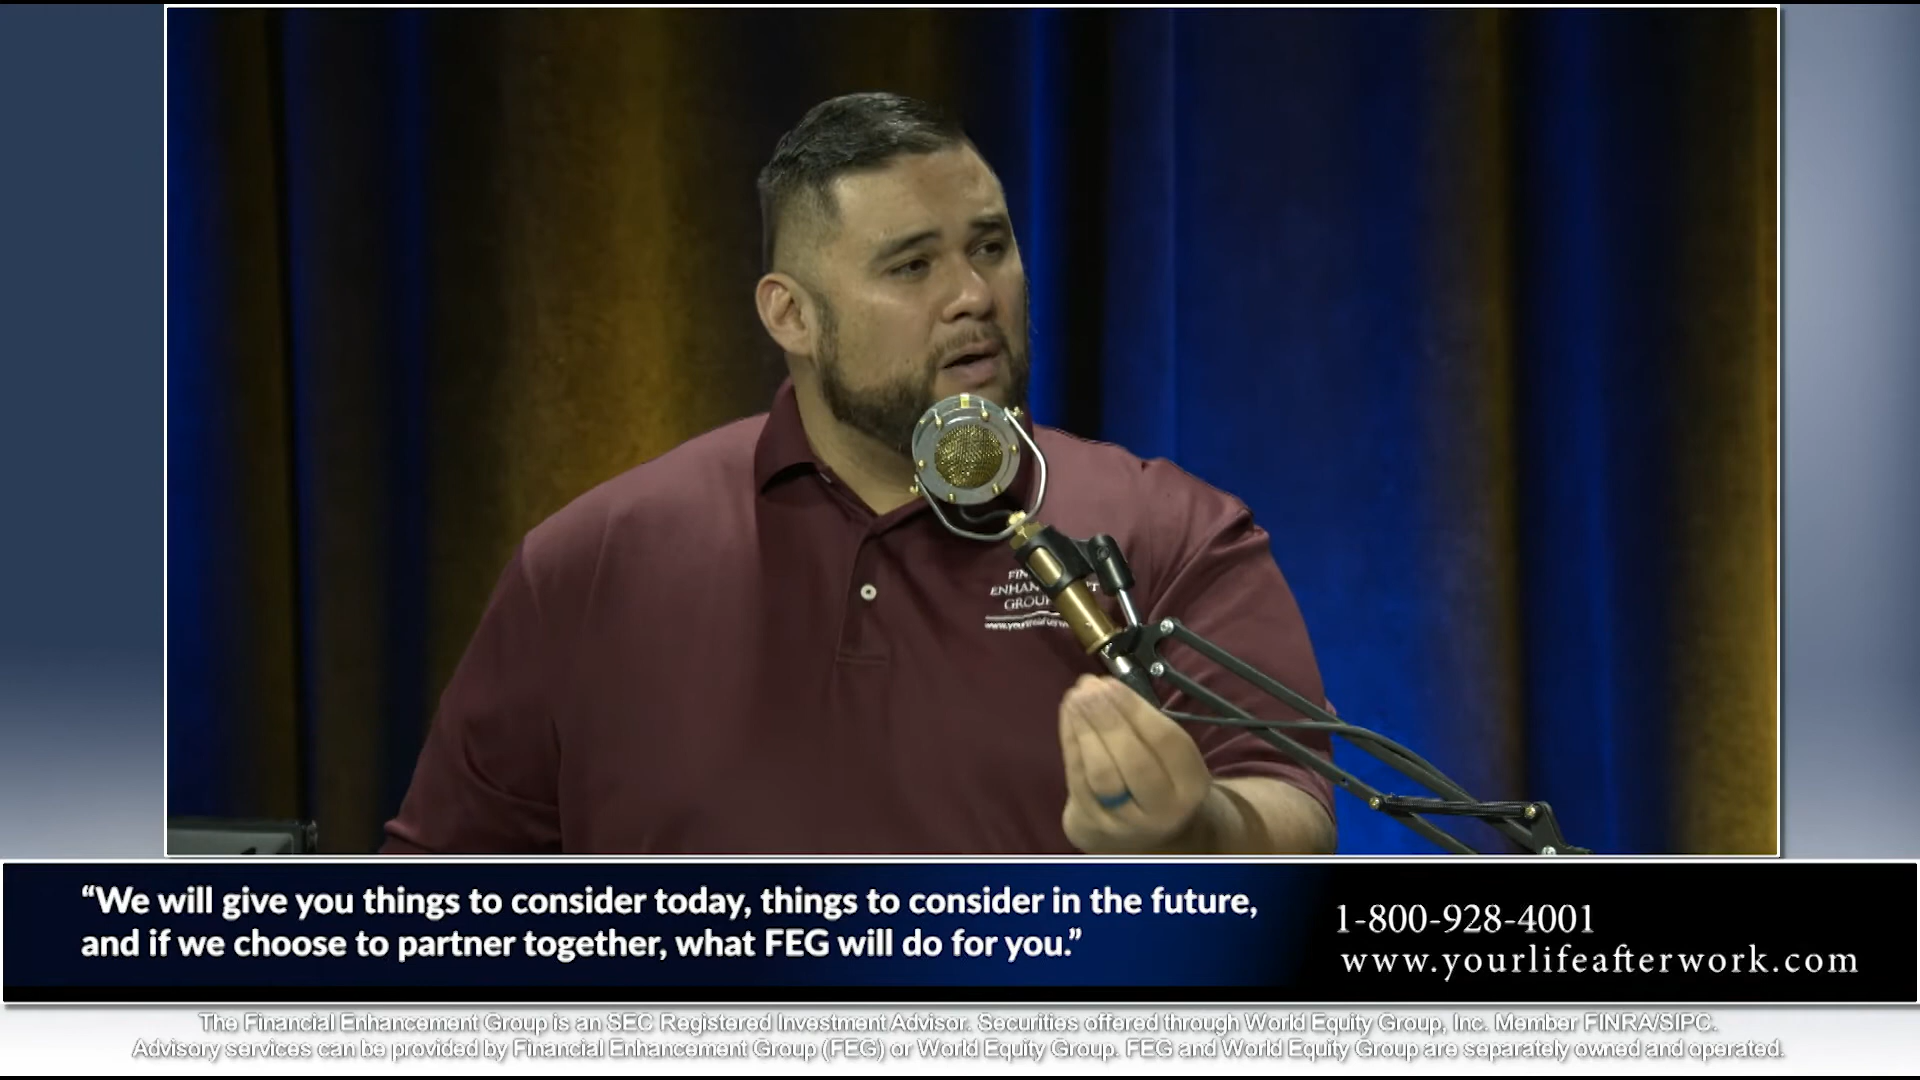 ENHAN
GROUP
“We will give you things to consider today, things to consider in the future,
and if we choose to partner together, what FEG will do for you.”
1-800-928-4001
www.yourlifeafterwork.com
The Financial Enhancement Group is an SEC Registered Investment Advisor. Securities offered through World Equity Group, Inc. Member FINRA/SIPC.
Advisory services can be provided by Financial Enhancement Group (FEG) or World Equity Group. FEG and World Equity Group are separately owned and operated.